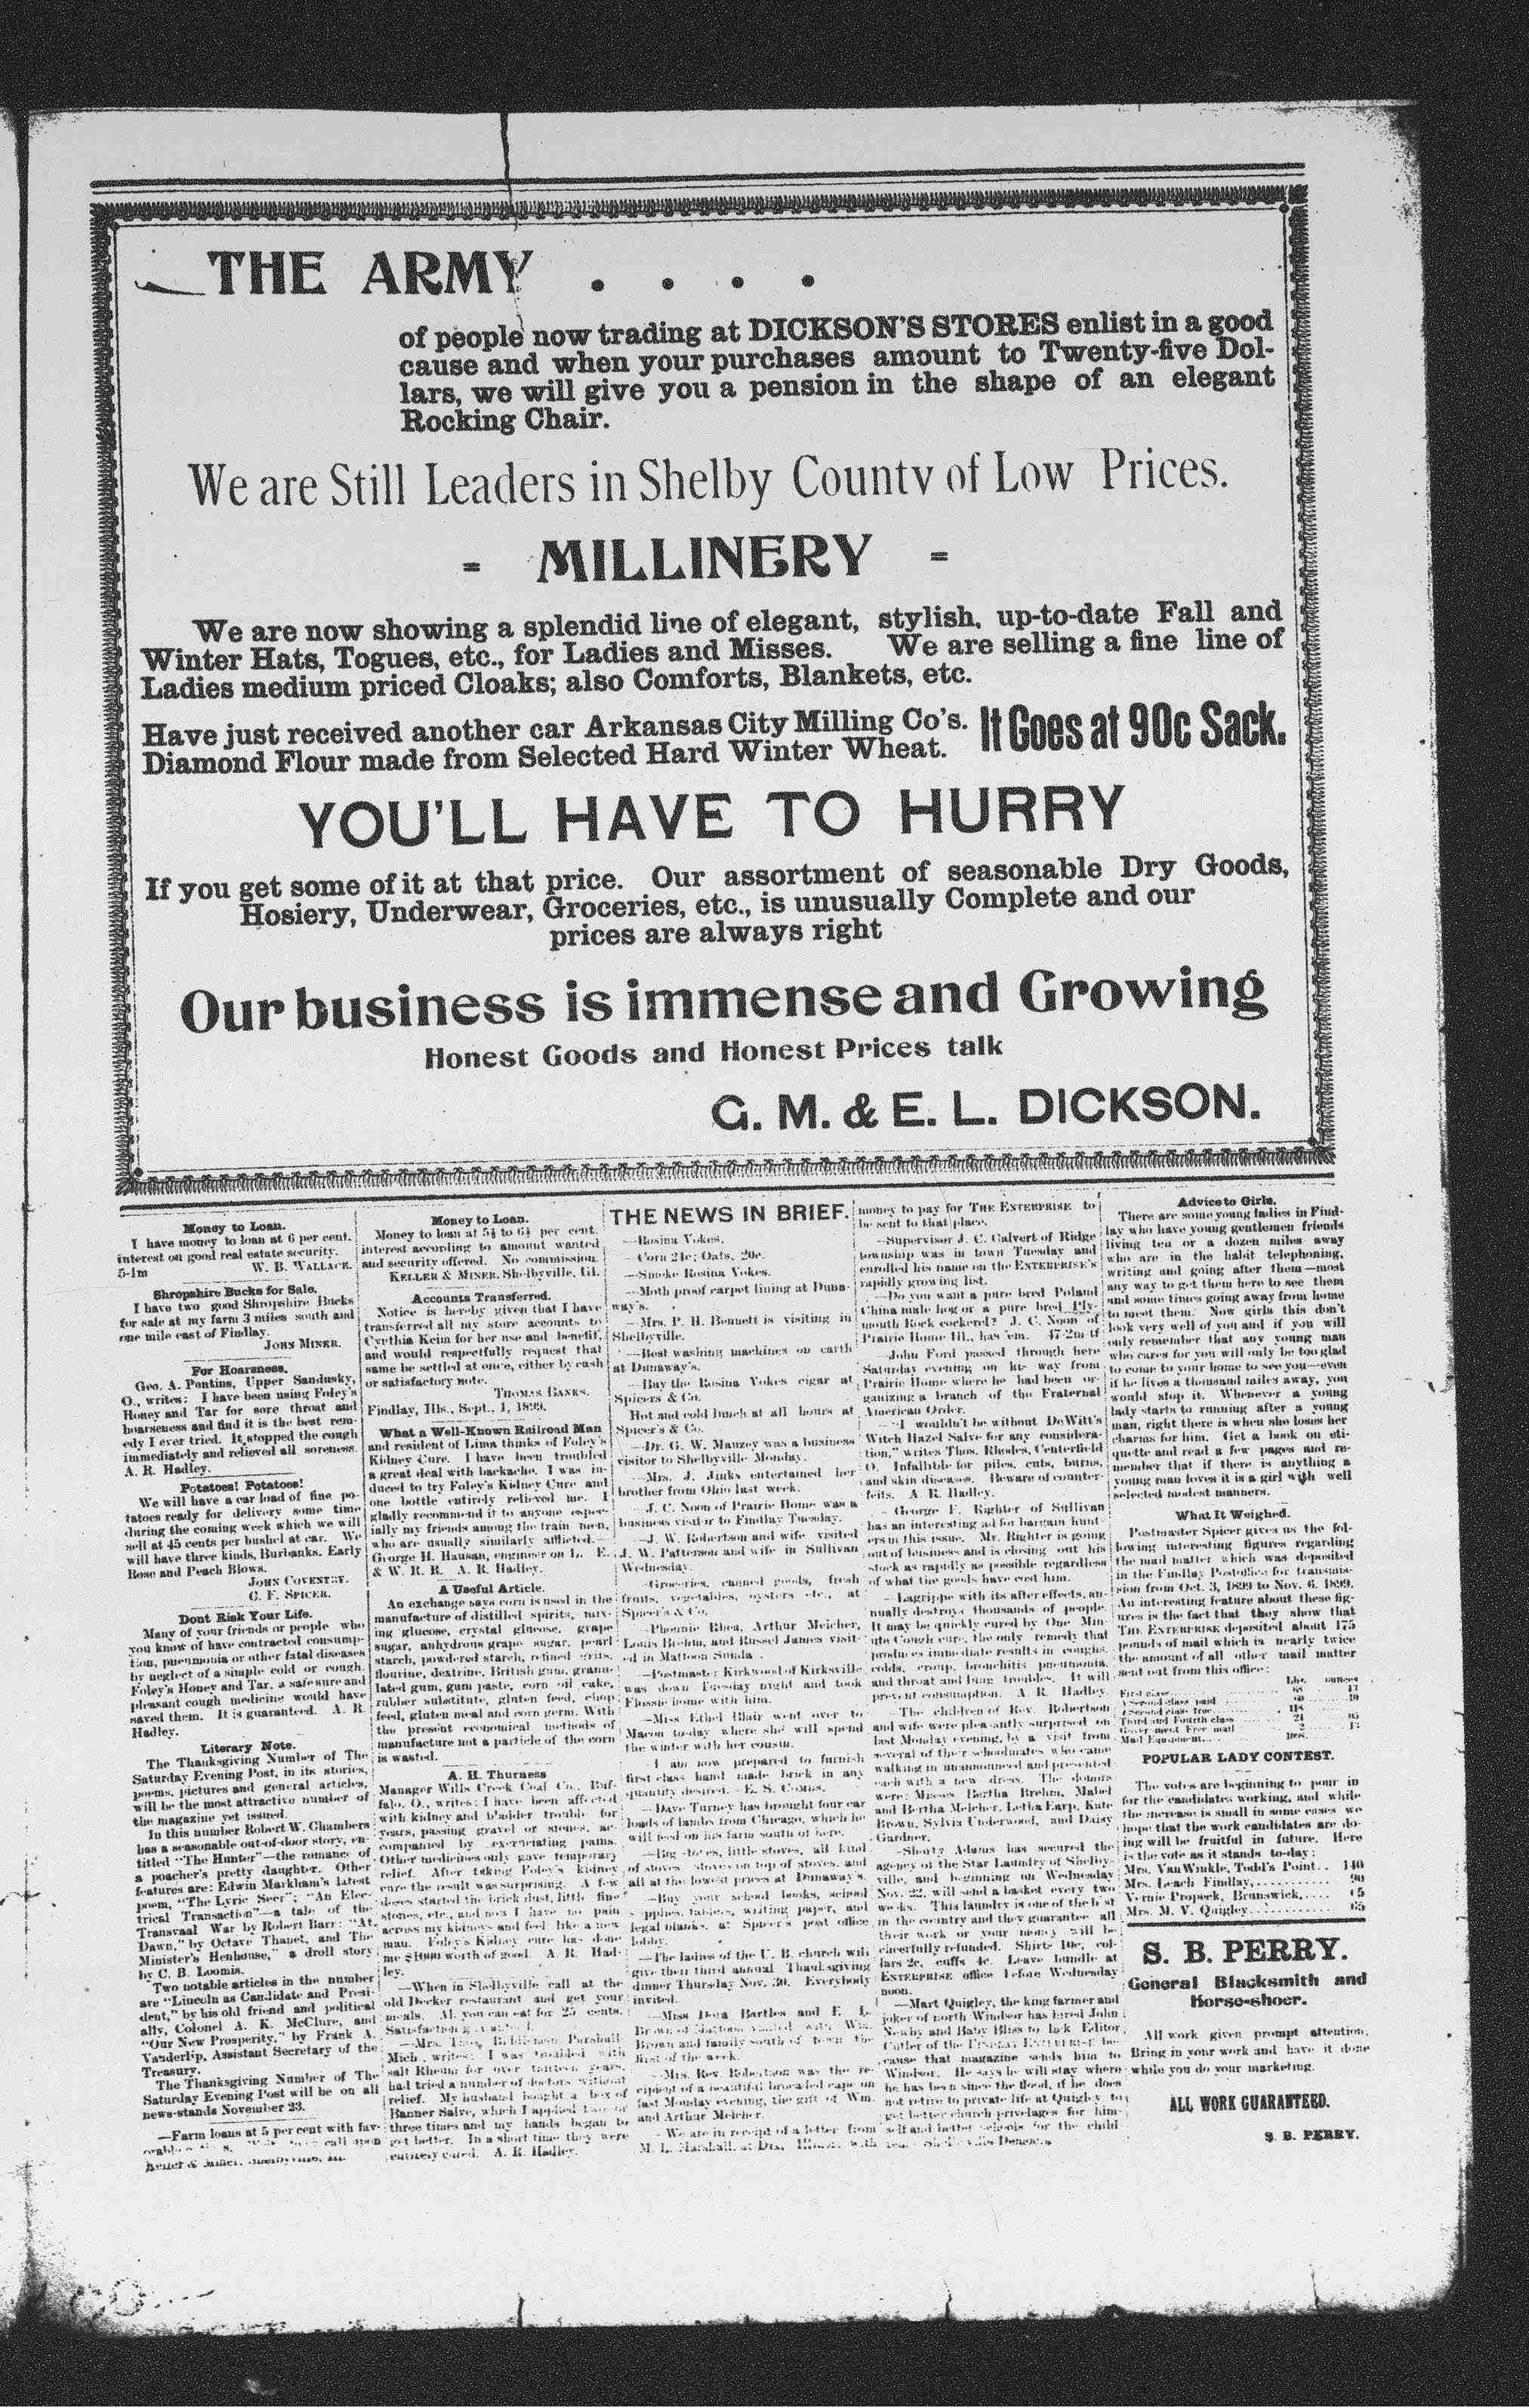 THE ARMY . . . .
of people now trading at DICKSON'S STORES enlist in a good
cause and when your purchases amount to Twenty-five Dol-
lars, we will give you a pension in the shape of an elegant
Rocking Chair.
We are Still Leaders in Shelby County of Low Prices.
= MILLINERY =
We are now showing a splendid line of elegant, stylish, up-to-date Fall and
Winter Hats, Togues, etc., for Ladies and Misses. We are selling a fine line of
Ladies medium priced Cloaks; also Comforts, Blankets, etc.
Have just received another car Arkansas City Milling Co's.
Diamond Flour made from Selected Hard Winter Wheat.
It Goes at 90c Sack.
YOU'LL HAVE TO HURRY
If you get some of it at that price. Our assortment of seasonable Dry Goods,
Hosiery, Underwear, Groceries, etc., is unusually Complete and our
prices are always right
Our business is immense and Growing
Honest Goods and Honest Prices talk
G. M. & E. L. DICKSON.
Money to Loan.
I have money to loan at 6 per cent.
interest on good real estate security.
5-1m W. B. WALLACE.
Shropshire Bucks for Sale.
I have two good Shropshire Bucks
for sale at my farm 3 miles south and
one mile east of Findlay.
JOHN MINER.
For Hoarseness.
Geo. A. Pontius, Upper Sandusky,
O., writes: I have been using Foley's
Honey and Tar for sore throat and
hoarseness and find it is the best rem-
edy I ever tried. It stopped the cough
immediately and relieved all soreness.
A. R. Hadley.
Potatoes! Potatoes!
We will have a car load of fine po-
tatoes ready for delivery some time
during the coming week which we will
sell at 45 cents per bushel at car. We
will have three kinds, Burbanks, Early
Rose and Peach Blows.
JOHN COVENTRY.
C. F. SPICER.
Dont Risk Your Life.
Many of your friends or people who
you know of have contracted consump-
tion, pneumonia or other fatal diseases
by neglect of a simple cold or cough.
Foley's Honey and Tar, a safe sure and
pleasant cough medicine would have
saved them. It is guaranteed. A. R.
Hadley.
Literary Note.
The Thanksgiving Number of The
Saturday Evening Post, in its stories,
poems, pictures and general articles,
will be the most attractive number of
the magazine yet issued.
In this number Robert W. Chambers
has a seasonable out-of-door story, en-
titled "The Hunter"—the romance of
a poacher's pretty daughter. Other
features are: Edwin Markham's latest
poem, "The Lyric Seer"; "An Elec-
trical Transaction"—a tale of the
Transvaal War by Robert Barr: "At
Dawn," by Octave Thanet, and The
Minister's Henhouse," a droll story
by C. B. Loomis.
Two notable articles in the number
are "Lincoln as Candidate and Presi-
dent," by his old friend and political
ally, Colonel A. K. McClure, and
"Our New Prosperity," by Frank A.
Vanderlip, Assistant Secretary of the
Treasury.
The Thanksgiving Number of The
Saturday Evening Post will be on all
news-stands November 23.
—Farm loans at 5 per cent with fav-
call upon
Money to Loan.
Money to loan at 5½ to 6½ per cent.
interest according to amount wanted
and security offered. No commission.
KELLER & MINER, Shelbyville, Ill.
Accounts Transferred.
Notice is hereby given that I have
transferred all my store accounts to
Cynthia Keim for her use and benefit,
and would respectfully request that
same be settled at once, either by cash
or satisfactory note.
THOMAS BANKS.
Findlay, Ills., Sept., 1, 1899.
What a Well-Known Railroad Man
and resident of Lima thinks of Foley's
Kidney Cure. I have been troubled
a great deal with backache. I was in-
duced to try Foley's Kidney Cure and
one bottle entirely relieved me. I
gladly recommend it to anyone espec-
ially my friends among the train men,
who are usually similarly afflicted.—
George H. Hausan, engineer on L. E.
& W. R. R. A. R. Hadley.
A Useful Article.
An exchange says corn is used in the
manufacture of distilled spirits, mix-
ing glucose, crystal glucose, grape
sugar, anhydrous grape sugar, pearl
starch, powdered starch, refined grits,
flourine, dextrine, British gum, granu-
lated gum, gum paste, corn oil cake,
rubber substitute, gluten feed, chop
feed, gluten meal and corn germ. With
the present economical methods of
manufacture not a particle of the corn
is wasted.
A. H. Thurness
Manager Wills Creek Coal Co., Buf-
falo, O., writes: I have been affected
with kidney and bladder trouble for
years, passing gravel or stones, ac-
companied by excruciating pains.
Other medicines only gave temporary
relief. After taking Foley's kidney
cure the result was surprising. A few
doses started the brick dust, little fine
stones, etc., and now I have no pain
across my kidneys and feel like a new
man. Foley's Kidney cure has done
me $1000 worth of good. A. R. Had-
ley.
—When in Shelbyville call at the
old Decker restaurant and get your
meals. All you can eat for 25 cents.
—Mrs. Parshall
Mich., writes: I was troubled with
salt Rheum for over thirteen years,
had tried a number of doctors without
relief. My husband bought a box of
Banner Salve, which I applied two or
three times and my hands began to
get better. In a short time they were
entirely cured. A. R. Hadley.
THE NEWS IN BRIEF.
—Rosina Vokes.
—Corn 24c; Oats, 20c.
—Smoke Rosina Vokes.
—Moth proof carpet lining at Duna-
way's.
—Mrs. P. H. Bennett is visiting in
Shelbyville.
—Best washing machines on earth
at Dunaway's.
—Buy the Rosina Vokes cigar at
Spicers & Co.
Hot and cold lunch at all hours at
Spicer's & Co.
—Dr. G. W. Mauzey was a business
visitor to Shelbyville Monday.
—Mrs. J. Jinks entertained her
brother from Ohio last week.
—J. C. Noon of Prairie Home was a
business visitor to Findlay Tuesday.
—J. W. Robertson and wife visited
J. W. Patterson and wife in Sullivan
Wednesday.
—Groceries, canned goods, fresh
fruits, vegetables, oysters etc., at
Spicer's & Co.
—Phoenie Rhea, Arthur Melcher,
Louis Brehm, and Russel James visit-
ed in Mattoon Sunda .
—Postmaster Kirkwood of Kirksville
was down Tuesday night and took
Flossie home with him.
—Miss Ethel Blair went over to
Macon to-day where she will spend
the winter with her cousin.
I am now prepared to furnish
first class hand made brick in any
quantity desired.—E. S. COMBS.
—Dave Turney has brought four car
loads of lambs from Chicago, which he
will feed on his farm south of here.
—Big stoves, little stoves, all kind
of stoves stoves on top of stoves, and
all at the lowest prices at Dunaway's.
—Buy your school books, school
supplies, tablets, writing paper, and
legal blanks, at Spicer's post office
lobby.
—The ladies of the U. B. church will
give their third annual Thanksgiving
dinner Thursday Nov. 30. Everybody
invited.
—Miss Dora Bartles and F. L.
Brown of Mattoon visited with Wm.
Brown and family south of town the
first of the week.
—Mrs. Rev. Robertson was the re-
cipient of a beautiful brocaded cape on
last Monday evening, the gift of Wm.
and Arthur Melcher.
—We are in receipt of a letter from
money to pay for THE ENTERPRISE to
be sent to that place.
—Supervisor J. C. Calvert of Ridge
township was in town Tuesday and
enrolled his name on the ENTERPRISE'S
rapidly growing list.
—Do you want a pure bred Poland
China male hog or a pure bred Ply-
mouth Rock cockerel? J. C. Noon of
Prairie Home Ill., has 'em. 47-2m tf
—John Ford passed through here
Saturday evening on his way from
Prairie Home where he had been or-
ganizing a branch of the Fraternal
American Order.
—"I wouldn't be without DeWitt's
Witch Hazel Salve for any considera-
tion," writes Thos. Rhodes, Centerfield
O. Infallible for piles, cuts, burns,
and skin diseases. Beware of counter-
feits. A. R. Hadley.
—George F. Righter of Sullivan
has an interesting ad for bargain hunt-
ers in this issue. Mr. Righter is going
out of business and is closing out his
stock as rapidly as possible regardless
of what the goods have cost him.
—Lagrippe with its after effects, an-
nually destroys thousands of people.
It may be quickly cured by One Min-
ute Cough cure, the only remedy that
produces immediate results in coughs,
colds, croup, bronchitis pneumonia,
and throat and lung troubles. It will
prevent consumption. A. R. Hadley.
—The children of Rev. Robertson
and wife were pleasantly surprised on
last Monday evening, by a visit from
several of their schoolmates who came
walking in unannounced and presented
each with a new dress. The donors
were: Misses Bertha Brehm, Mabel
and Bertha Melcher, Letha Earp, Kate
Brown, Sylvia Underwood, and Daisy
Gardner.
—Shorty Adams has secured the
agency of the Star Laundry of Shelby-
ville, and beginning on Wednesday
Nov. 22, will send a basket every two
weeks. This laundry is one of the best
in the country and they guarantee all
their work or your money will be
cheerfully refunded. Shirts 10c, col-
lars 2c, cuffs 4c. Leave bundle at
ENTERPRISE office before Wednesday
noon.
—Mart Quigley, the king farmer and
joker of north Windsor has hired John
Newby and Baby Bliss to lick Editor
Cutler of the FINDLAY ENTERPRISE be-
cause that magazine sends him to
Windsor. He says he will stay where
he has been since the flood, if he does
not retire to private life at Quigley to
get better church privelages for him-
self and better schools for the chil
Advice to Girls.
There are some young ladies in Find-
lay who have young gentlemen friends
living ten or a dozen miles away
who are in the habit telephoning,
writing and going after them—most
any way to get them here to see them
and some times going away from home
to meet them. Now girls this don't
look very well of you and if you will
only remember that any young man
who cares for you will only be too glad
to come to your home to see you—even
if he lives a thousand miles away, you
would stop it. Whenever a young
lady starts to running after a young
man, right there is when she loses her
charms for him. Get a book on eti-
quette and read a few pages and re-
member that if there is anything a
young man loves it is a girl with well
selected modest manners.
What It Weighed.
Postmaster Spicer gives us the fol-
lowing interesting figures regarding
the mail matter which was deposited
in the Findlay Postoffice for transmis-
sion from Oct. 3, 1899 to Nov. 6, 1899.
An interesting feature about these fig-
ures is the fact that they show that
THE ENTERPRISE deposited about 175
pounds of mail which is nearly twice
the amount of all other mail matter
sent out from this office:
POPULAR LADY CONTEST.
The votes are beginning to pour in
for the candidates working, and while
the increase is small in some cases we
hope that the work candidates are do-
ing will be fruitful in future. Here
is the vote as it stands to-day:
Mrs. VanWinkle, Todd's Point.. 140
Mrs. Leach Findlay,.......... 90
Vernie Propeck, Brunswick,....
Mrs. M. V. Quigley........... 65
S. B. PERRY.
General Blacksmith and
Horse-shoer.
All work given prompt attention.
Bring in your work and have it done
while you do your marketing.
ALL WORK GUARANTEED.
S. B. PERRY.